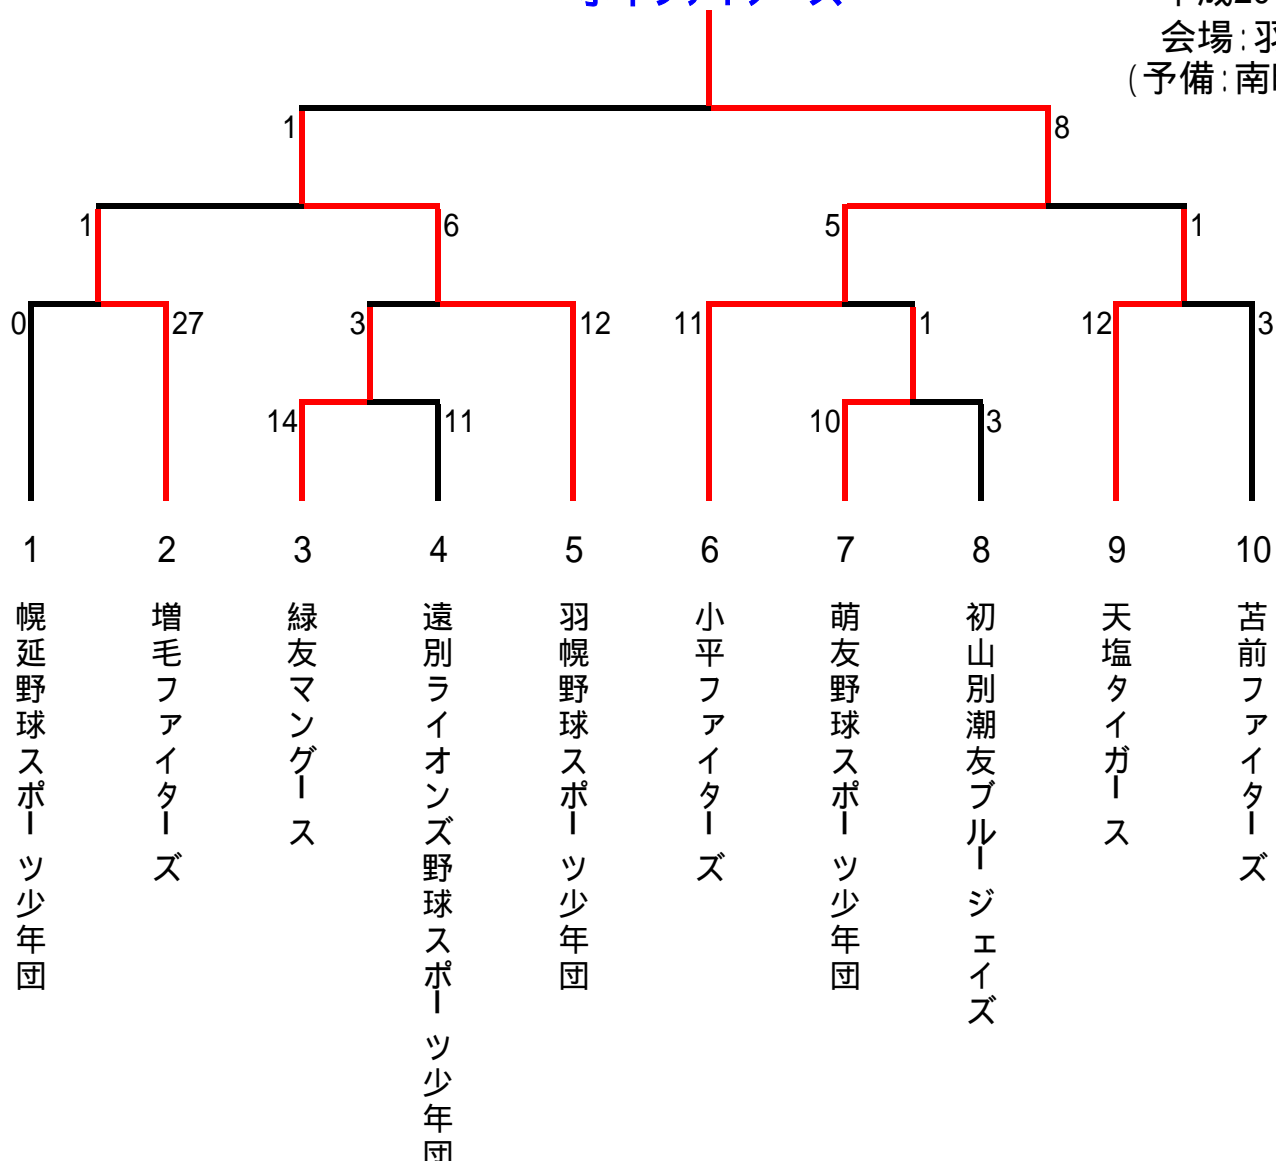 会場:羽
(予備:南
1
8
1
6
5
1
0
27
3
12
11
1
12
3
14
11
10
3
1
2
3
4
5
6
7
8
9
10
幌延野球スポーツ少年団
増毛ファイターズ
緑友マングース
遠別ライオンズ野球スポーツ少年団
羽幌野球スポーツ少年団
小平ファイターズ
萌友野球スポーツ少年団
初山別潮友ブルージェイズ
天塩タイガース
苫前ファイターズ